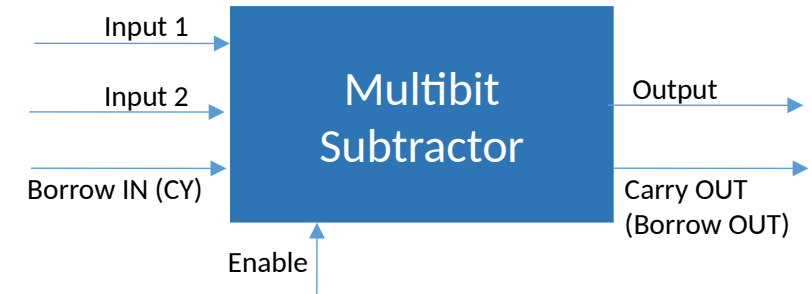 Input 1
Input 2
Borrow IN (CY)
Multibit
Subtractor
Enable
Output
Carry OUT
(Borrow OUT)